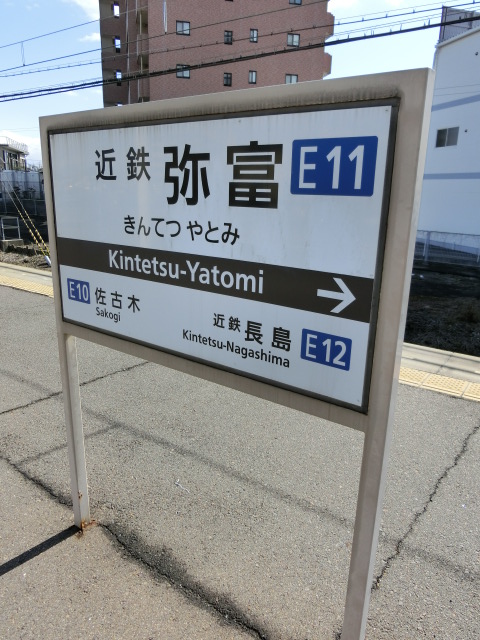 近鉄 弥富 E11
きんてつ やとみ
Kintetsu-Yatomi →
E10 佐古木
Sakogi
近鉄 長島 E12
Kintetsu-Nagashima